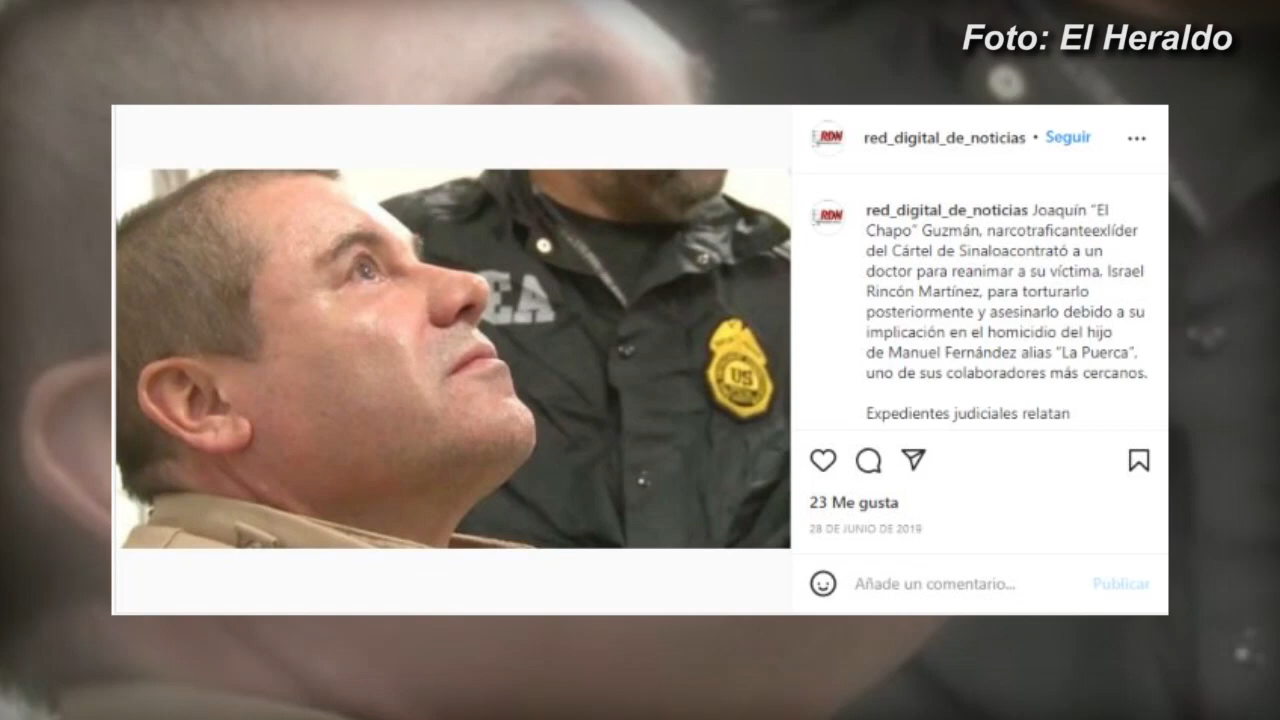 Foto: El Heraldo
RDN
red_digital_de_noticias • Seguir
RDN
red_digital_de_noticias Joaquín "El
Chapo" Guzmán, narcotraficanteexlíder
del Cártel de Sinaloacontrató a un
doctor para reanimar a su víctima, Israel
Rincón Martínez, para torturarlo
posteriormente y asesinarlo debido a su
implicación en el homicidio del hijo
de Manuel Fernández alias "La Puerca",
uno de sus colaboradores más cercanos.
Expedientes judiciales relatan
EA
US
23 Me gusta
28 DE JUNIO DE 2019
Añade un comentario... Publicar